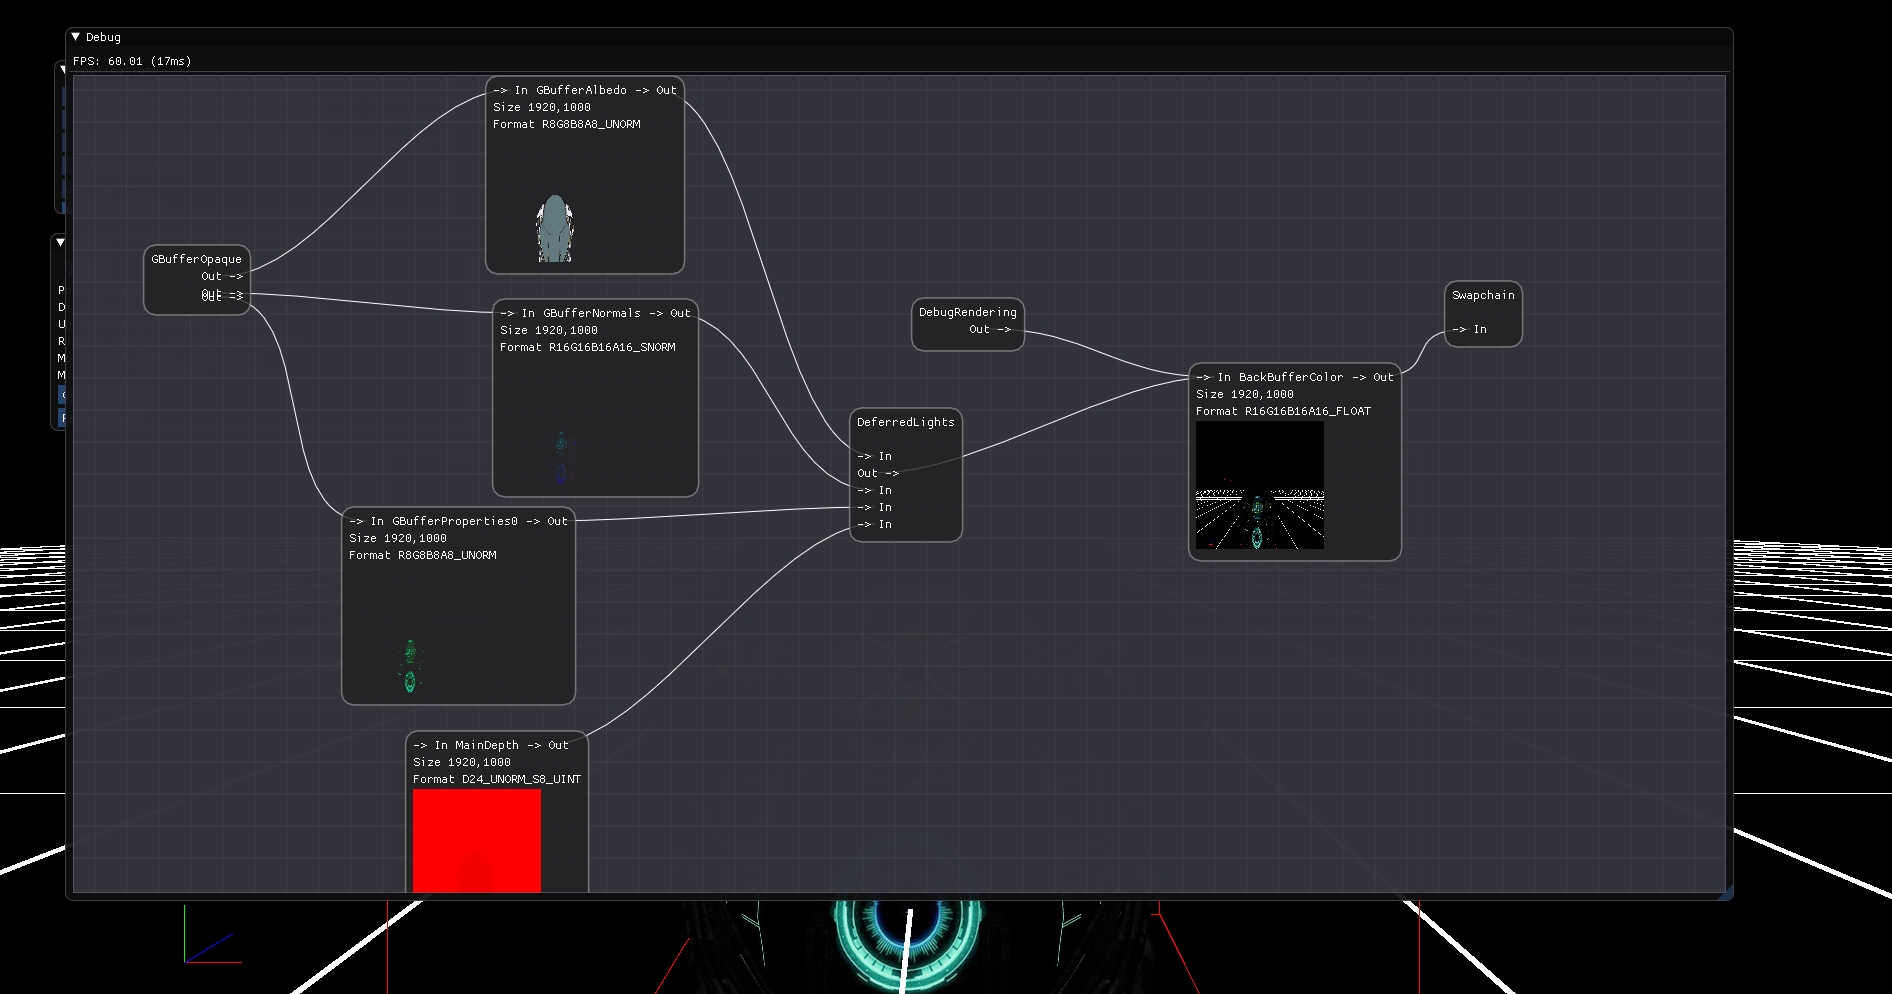 Debug
FPS: 60.01 (17ms)
-> In GBufferAlbedo -> Out
Size 1920,1000
Format R8G8B8A8_UNORM
GBufferOpaque
Out ->
Out ->
Out ->
-> In GBufferNormals -> Out
Size 1920,1000
Format R16G16B16A16_SNORM
DebugRendering
Out ->
Swapchain
-> In
-> In BackBufferColor -> Out
Size 1920,1000
Format R16G16B16A16_FLOAT
DeferredLights
-> In
Out ->
-> In
-> In
-> In
-> In GBufferProperties0 -> Out
Size 1920,1000
Format R8G8B8A8_UNORM
-> In MainDepth -> Out
Size 1920,1000
Format D24_UNORM_S8_UINT
P
D
U
R
M
M